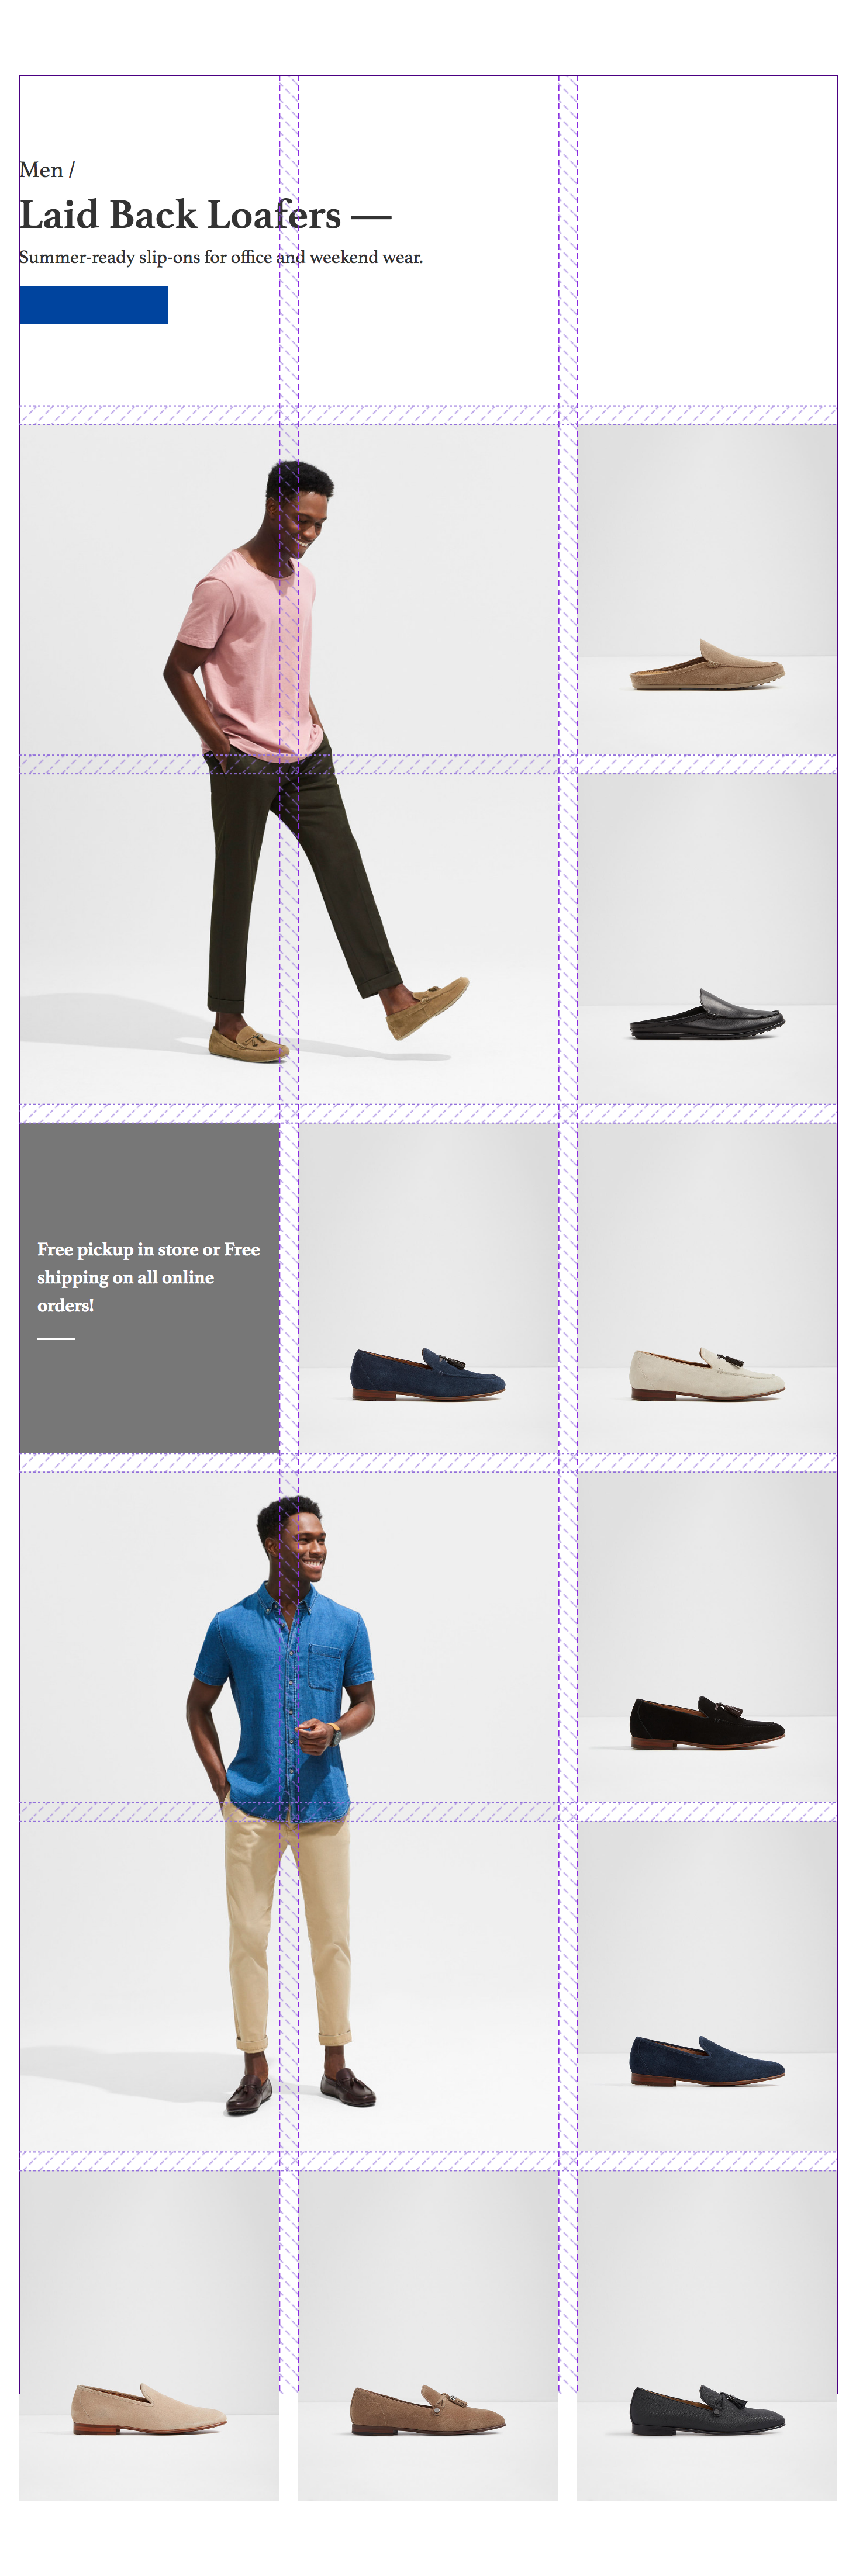 Men /
Laid Back Loafers —
Summer-ready slip-ons for office and weekend wear.
Free pickup in store or Free
shipping on all online
orders!